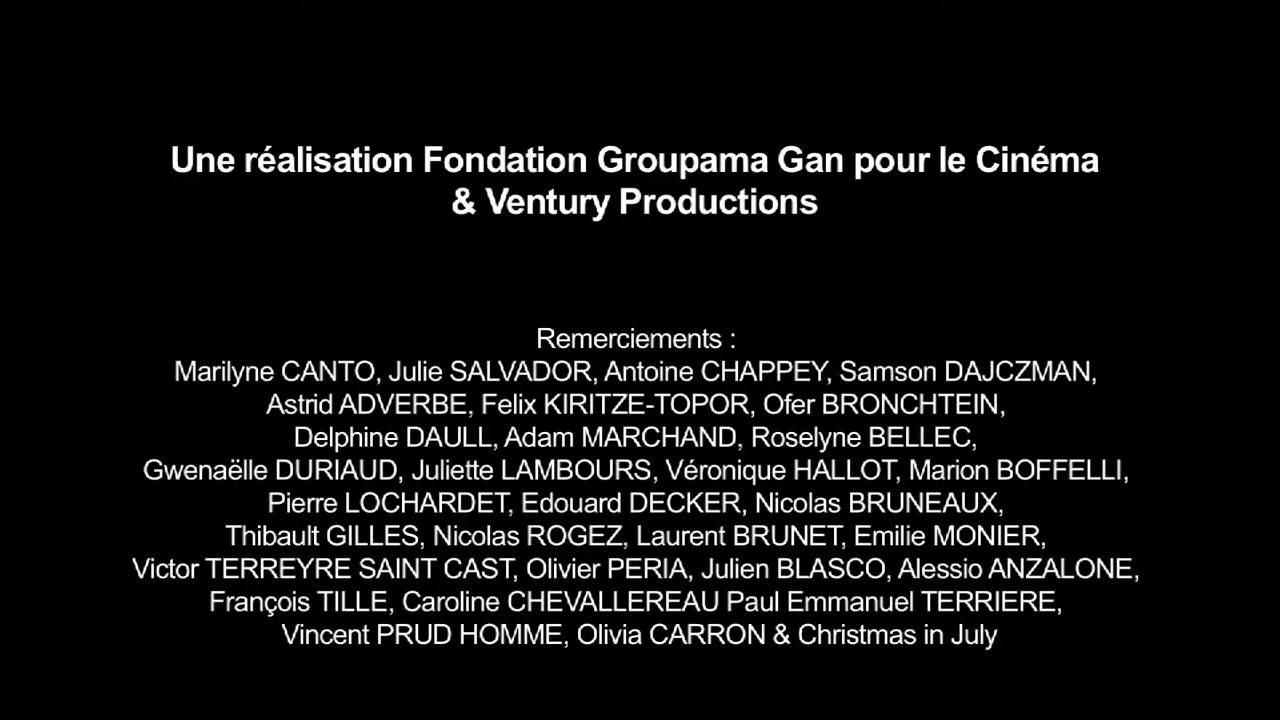 Une réalisation Fondation Groupama Gan pour le Cinéma
& Ventury Productions
Remerciements :
Marilyne CANTO, Julie SALVADOR, Antoine CHAPPEY, Samson DAJCZMAN,
Astrid ADVERBE, Felix KIRITZE-TOPOR, Ofer BRONCHTEIN,
Delphine DAULL, Adam MARCHAND, Roselyne BELLEC,
Gwenaëlle DURIAUD, Juliette LAMBOURS, Véronique HALLOT, Marion BOFFELLI,
Pierre LOCHARDET, Edouard DECKER, Nicolas BRUNEAUX,
Thibault GILLES, Nicolas ROGEZ, Laurent BRUNET, Emilie MONIER,
Victor TERREYRE SAINT CAST, Olivier PERIA, Julien BLASCO, Alessio ANZALONE,
François TILLE, Caroline CHEVALLEREAU Paul Emmanuel TERRIERE,
Vincent PRUD HOMME, Olivia CARRON & Christmas in July